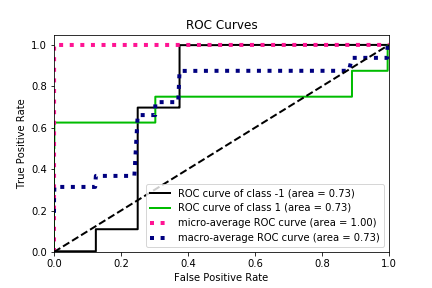 ROC Curves
1.0
0.8
0.6
0.4
0.2
0.0
True Positive Rate
ROC curve of class -1 (area = 0.73)
ROC curve of class 1 (area = 0.73)
micro-average ROC curve (area = 1.00)
macro-average ROC curve (area = 0.73)
0.0 0.2 0.4 0.6 0.8 1.0
False Positive Rate